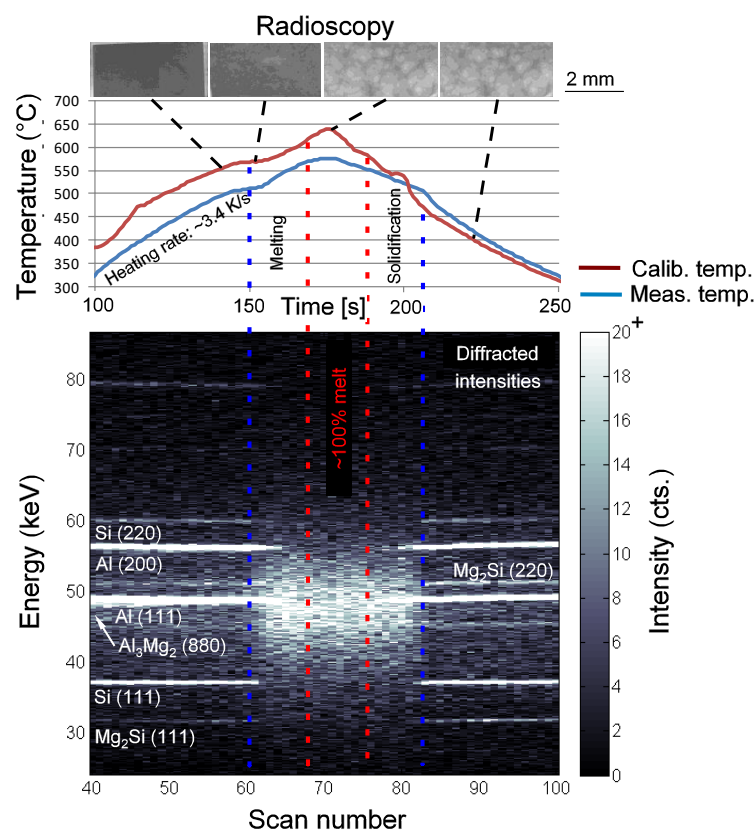 Radioscopy
2 mm
Temperature (°C)
700
650
600
550
500
450
400
350
300
Heating rate: ~3.4 K/s
Melting
Solidification
100
150
Time [s]
200
250
Calib. temp.
Meas. temp.
Energy (keV)
80
70
60
50
40
30
Diffracted
intensities
~100% melt
Si (220)
Al (200)
Mg₂Si (220)
Al (111)
Al₃Mg₂ (880)
Si (111)
Mg₂Si (111)
40
50
60
70
80
90
100
Scan number
20+
18
16
14
12
10
8
6
4
2
0
Intensity (cts.)